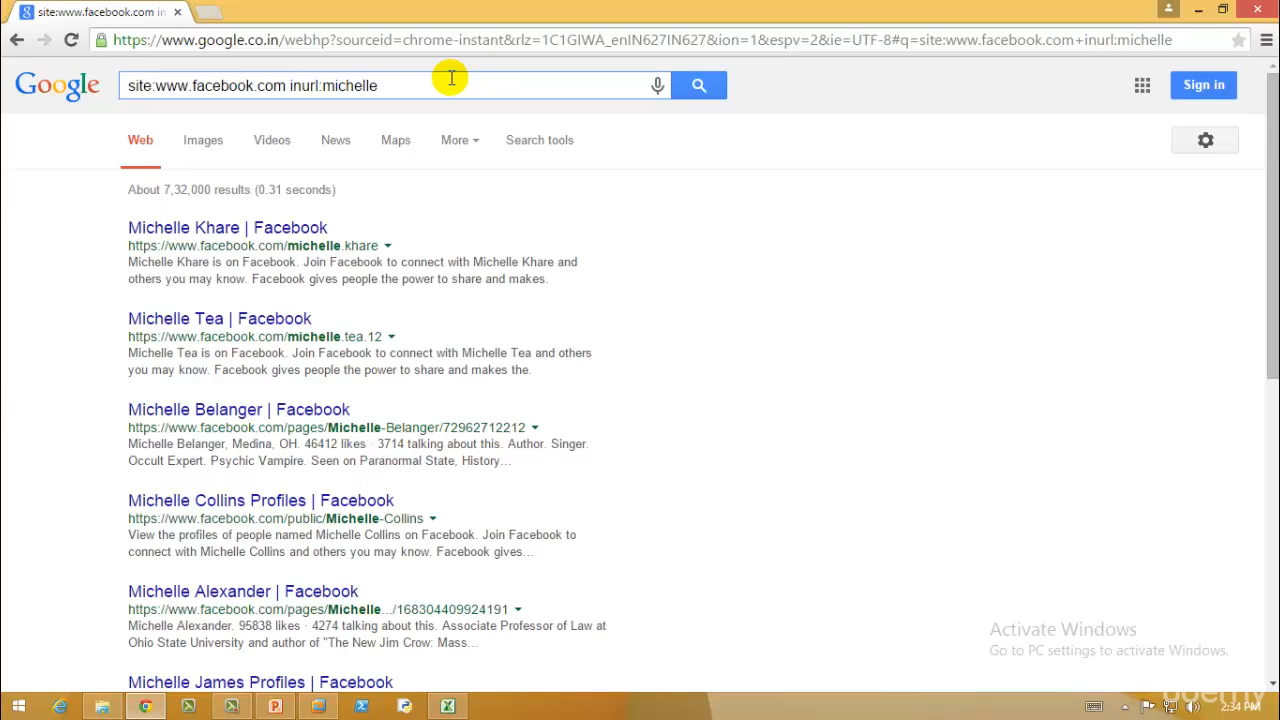 site:www.facebook.com in
https://www.google.co.in/webhp?sourceid=chrome-instant&rlz=1C1GIWA_enIN627IN627&ion=1&espv=2&ie=UTF-8#q=site:www.facebook.com+inurl:michelle
Google
site:www.facebook.com inurl:michelle
Sign in
Web
Images
Videos
News
Maps
More
Search tools
About 7,32,000 results (0.31 seconds)
Michelle Khare | Facebook
https://www.facebook.com/michelle.khare
Michelle Khare is on Facebook. Join Facebook to connect with Michelle Khare and
others you may know. Facebook gives people the power to share and makes.
Michelle Tea | Facebook
https://www.facebook.com/michelle.tea.12
Michelle Tea is on Facebook. Join Facebook to connect with Michelle Tea and others
you may know. Facebook gives people the power to share and makes the.
Michelle Belanger | Facebook
https://www.facebook.com/pages/Michelle-Belanger/72962712212
Michelle Belanger, Medina, OH. 46412 likes · 3714 talking about this. Author. Singer.
Occult Expert. Psychic Vampire. Seen on Paranormal State, History...
Michelle Collins Profiles | Facebook
https://www.facebook.com/public/Michelle-Collins
View the profiles of people named Michelle Collins on Facebook. Join Facebook to
connect with Michelle Collins and others you may know. Facebook gives...
Michelle Alexander | Facebook
https://www.facebook.com/pages/Michelle.../168304409924191
Michelle Alexander. 95838 likes · 4274 talking about this. Associate Professor of Law at
Ohio State University and author of "The New Jim Crow: Mass...
Michelle James Profiles | Facebook
Activate Windows
Go to PC settings to activate Windows.
udemy
2:34 PM